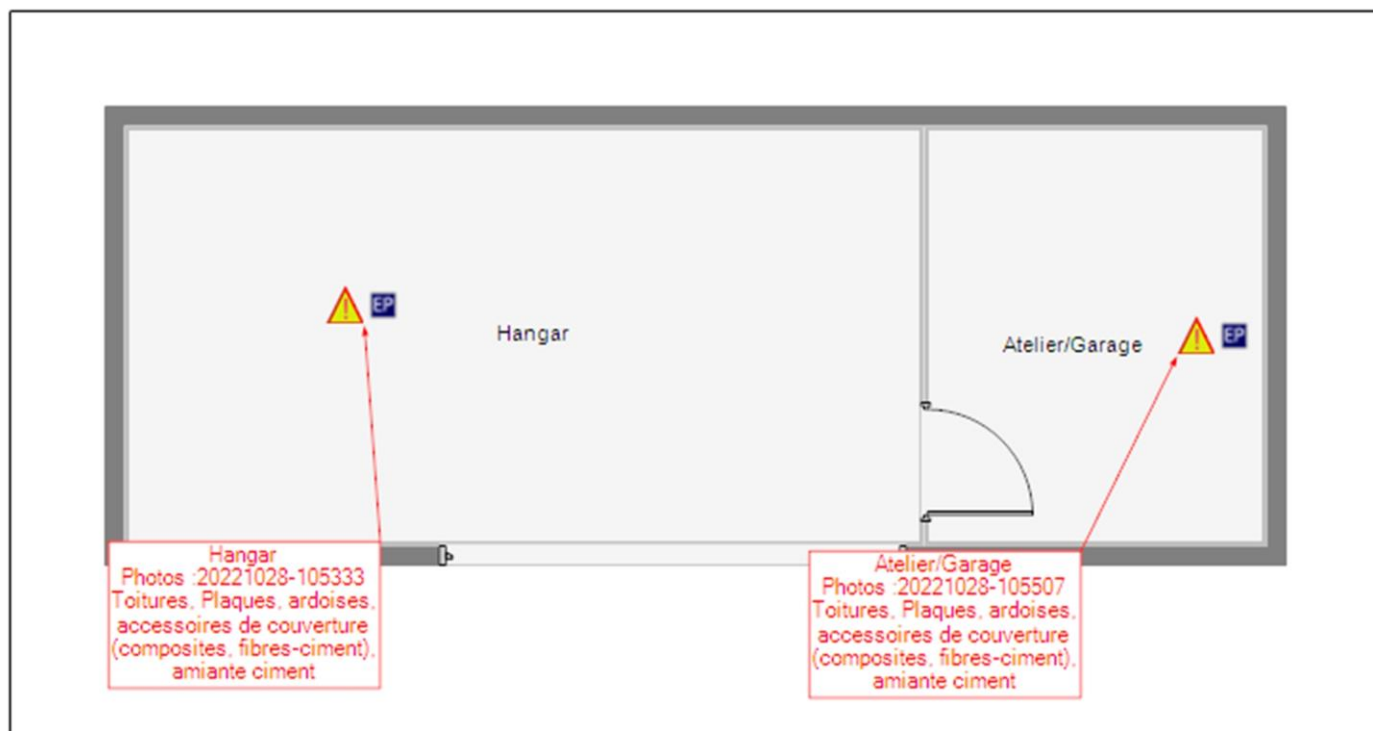 EP
Hangar
EP
Atelier/Garage
Hangar
Photos :20221028-105333
Toitures, Plaques, ardoises,
accessoires de couverture
(composites, fibres-ciment),
amiante ciment
Atelier/Garage
Photos :20221028-105507
Toitures, Plaques, ardoises,
accessoires de couverture
(composites, fibres-ciment),
amiante ciment